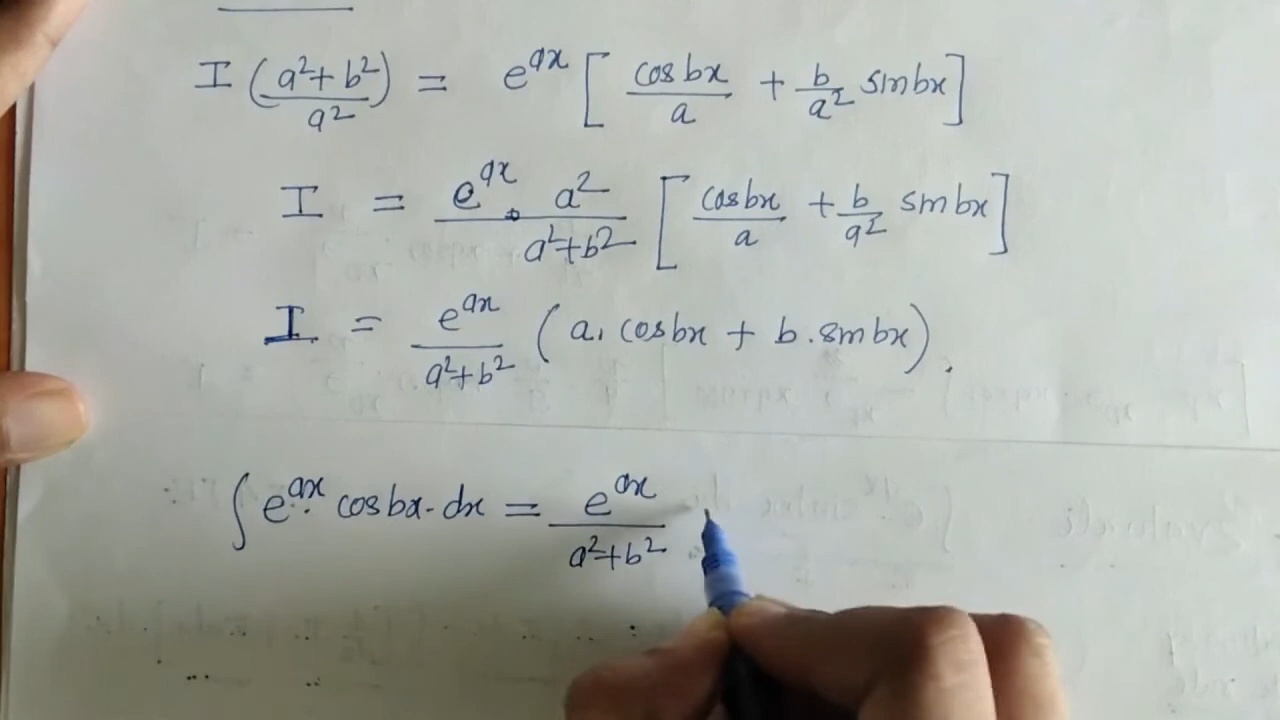 I (a²+b²)/a² = e^ax [ cos bx/a + b/a² sin bx ]
I = e^ax . a²/a²+b² [ cos bx/a + b/a² sin bx ]
I = e^ax/a²+b² ( a. cos bx + b . sin bx ) .
∫ e^ax . cos bx . dx = e^ax/a²+b²